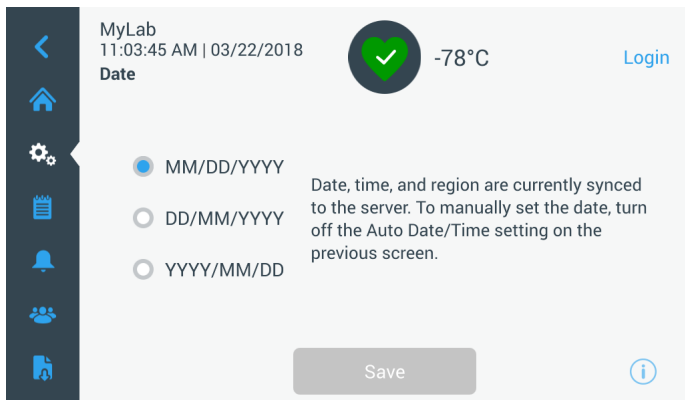 MyLab
11:03:45 AM | 03/22/2018
Date
-78°C
Login
MM/DD/YYYY
DD/MM/YYYY
YYYY/MM/DD
Date, time, and region are currently synced
to the server. To manually set the date, turn
off the Auto Date/Time setting on the
previous screen.
Save
i